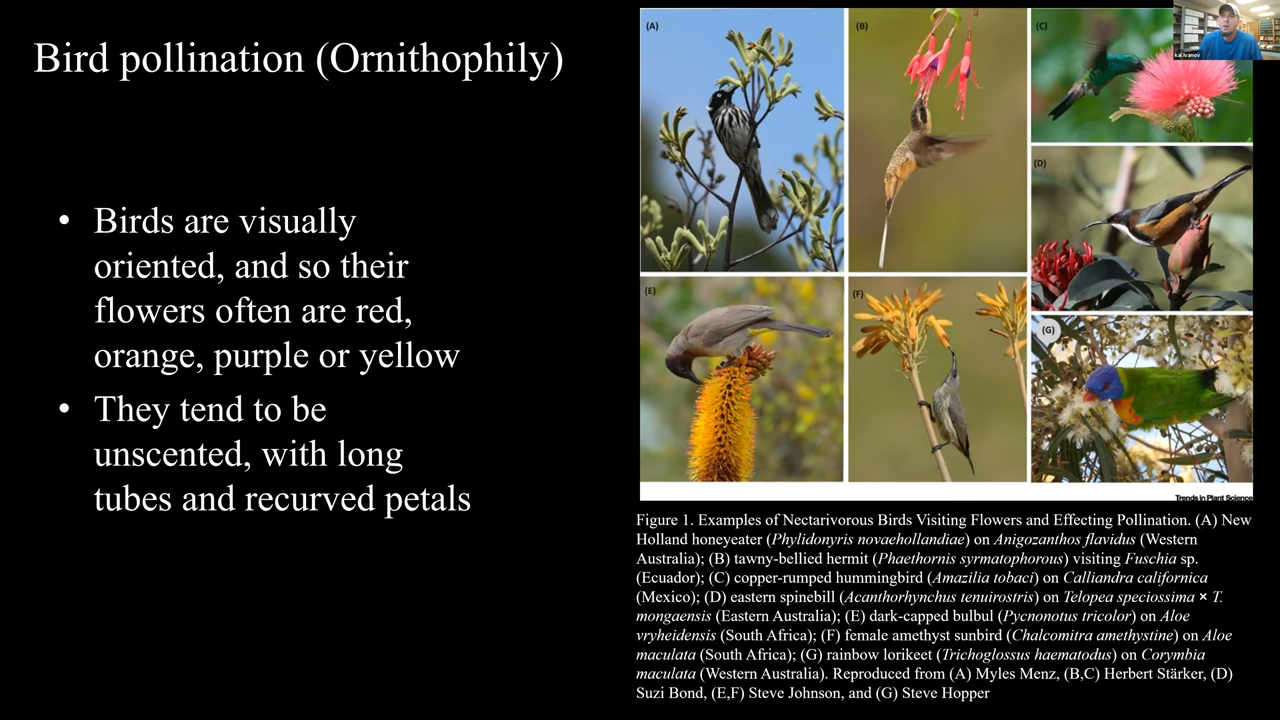 Bird pollination (Ornithophily)
• Birds are visually
oriented, and so their
flowers often are red,
orange, purple or yellow
• They tend to be
unscented, with long
tubes and recurved petals
(A)
(B)
(C)
(D)
(E)
(F)
(G)
kal ivanov
Trends in Plant Science
Figure 1. Examples of Nectarivorous Birds Visiting Flowers and Effecting Pollination. (A) New
Holland honeyeater (Phylidonyris novaehollandiae) on Anigozanthos flavidus (Western
Australia); (B) tawny-bellied hermit (Phaethornis syrmatophorous) visiting Fuschia sp.
(Ecuador); (C) copper-rumped hummingbird (Amazilia tobaci) on Calliandra californica
(Mexico); (D) eastern spinebill (Acanthorhynchus tenuirostris) on Telopea speciossima × T.
mongaensis (Eastern Australia); (E) dark-capped bulbul (Pycnonotus tricolor) on Aloe
vryheidensis (South Africa); (F) female amethyst sunbird (Chalcomitra amethystine) on Aloe
maculata (South Africa); (G) rainbow lorikeet (Trichoglossus haematodus) on Corymbia
maculata (Western Australia). Reproduced from (A) Myles Menz, (B,C) Herbert Stärker, (D)
Suzi Bond, (E,F) Steve Johnson, and (G) Steve Hopper